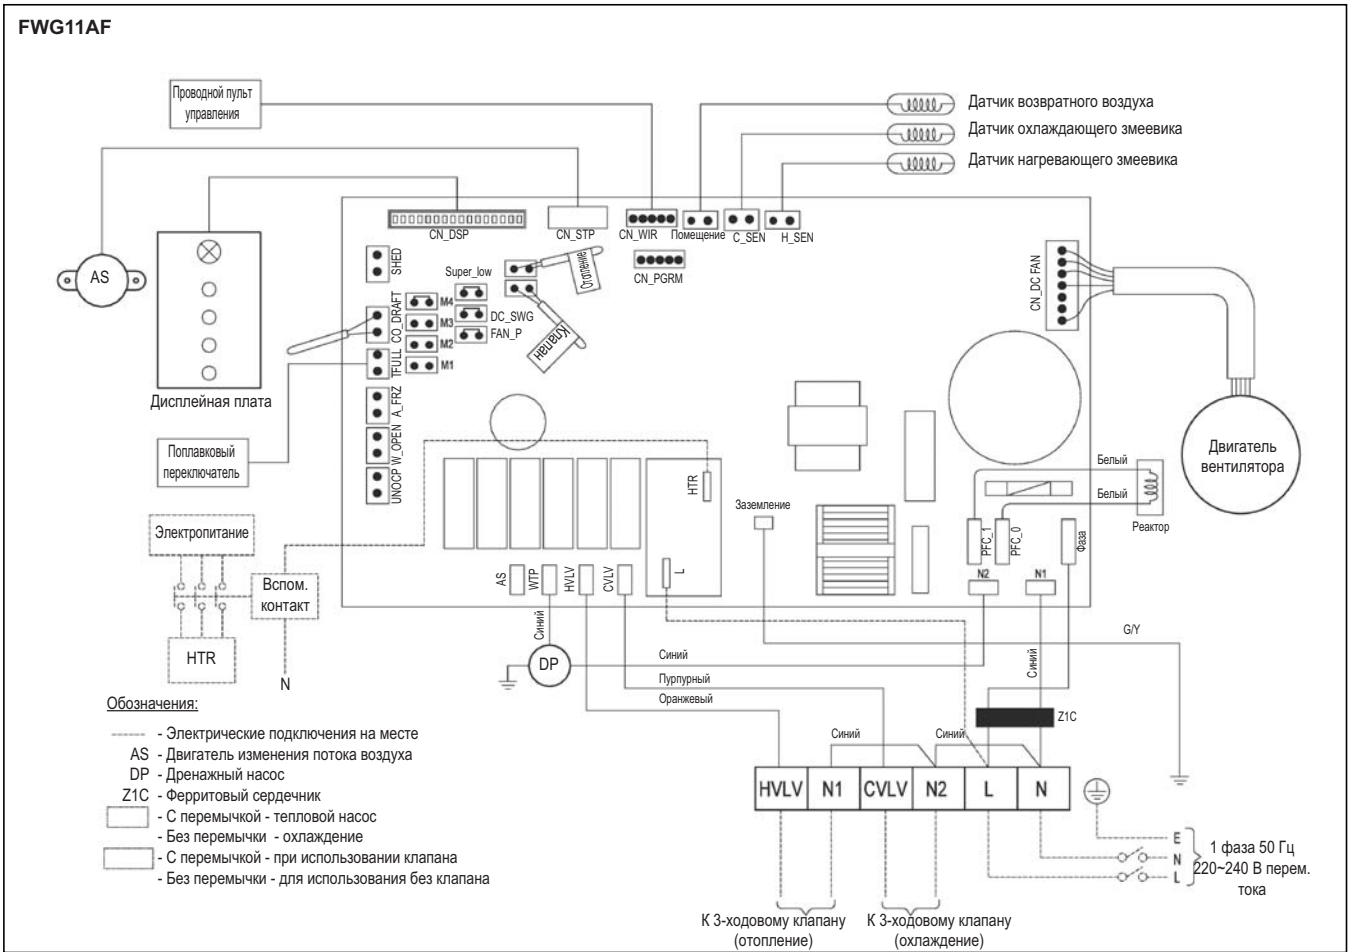 FWG11AF
Проводной пульт
управления
Датчик возвратного воздуха
Датчик охлаждающего змеевика
Датчик нагревающего змеевика
CN_DSP
CN_STP
CN_WIR
Помещение
C_SEN
H_SEN
CN_PGRM
SHED
Super_low
Отопление
Клапан
CN_DC FAN
AS
CO_DRAFT
M4
M3
M2
M1
DC_SWG
FAN_P
TFULL
A_FRZ
W_OPEN
UNOCP
Дисплейная плата
Поплавковый
переключатель
Двигатель
вентилятора
Белый
Белый
Реактор
HTR
Заземление
PFC_1
PFC_0
Фаза
Электропитание
Вспом.
контакт
HTR
N
AS
WTP
HVLV
CVLV
L
N2
N1
G/Y
Синий
DP
Синий
Синий
Пурпурный
Оранжевый
Z1C
Синий
Синий
HVLV
N1
CVLV
N2
L
N
E
N
L
1 фаза 50 Гц
220~240 В перем.
тока
К 3-ходовому клапану
(отопление)
К 3-ходовому клапану
(охлаждение)
Обозначения:
- Электрические подключения на месте
AS - Двигатель изменения потока воздуха
DP - Дренажный насос
Z1C - Ферритовый сердечник
- С перемычкой - тепловой насос
- Без перемычки - охлаждение
- С перемычкой - при использовании клапана
- Без перемычки - для использования без клапана